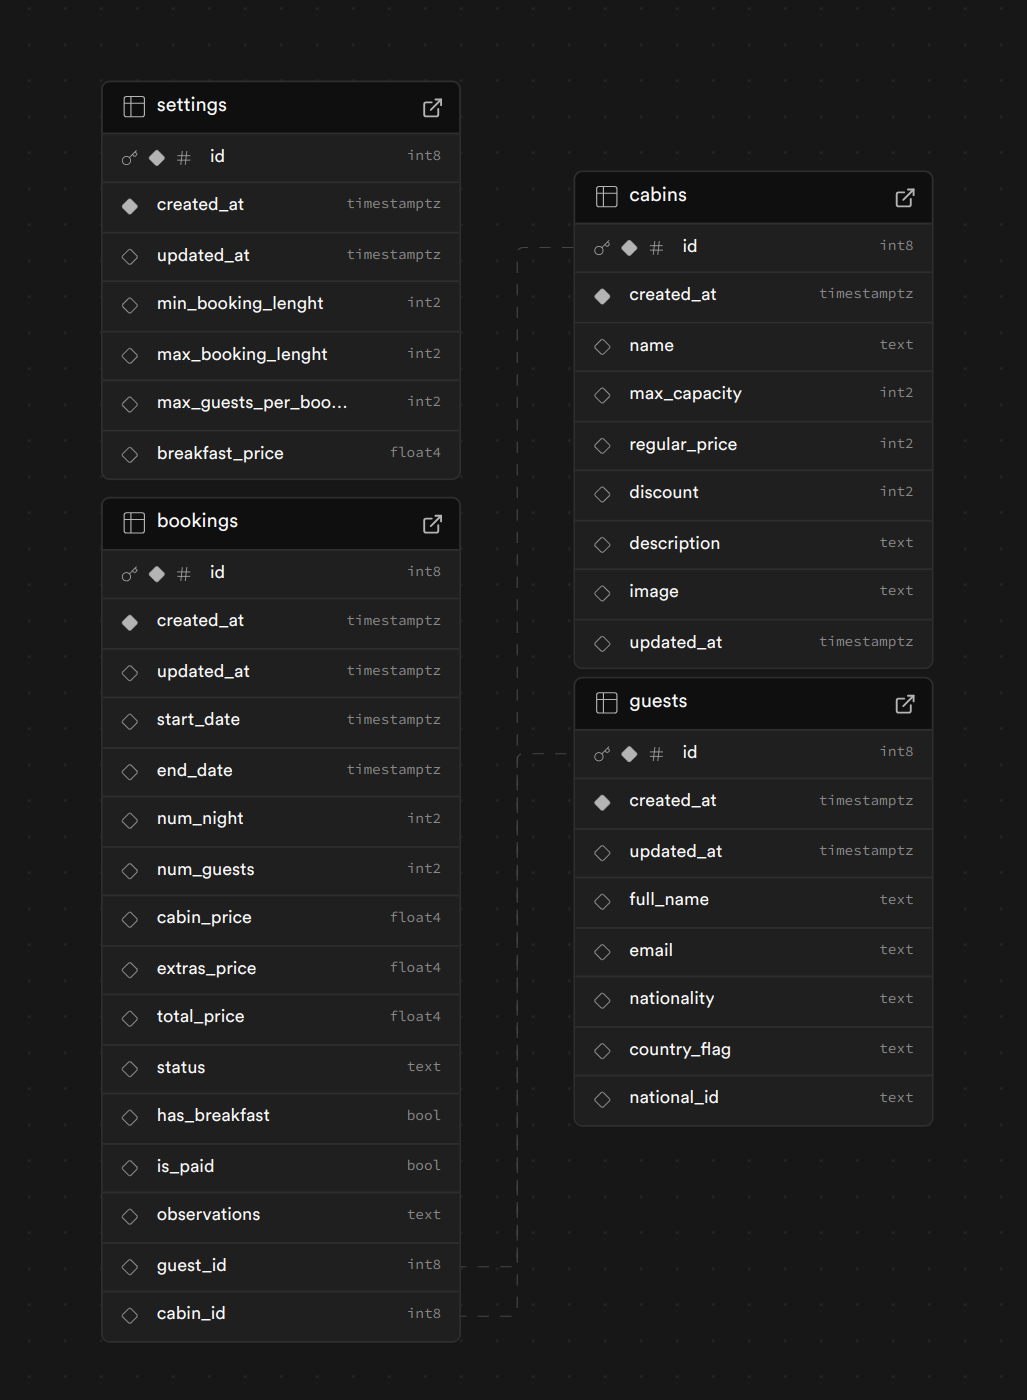 settings
id int8
created_at timestamptz
updated_at timestamptz
min_booking_lenght int2
max_booking_lenght int2
max_guests_per_boo... int2
breakfast_price float4
bookings
id int8
created_at timestamptz
updated_at timestamptz
start_date timestamptz
end_date timestamptz
num_night int2
num_guests int2
cabin_price float4
extras_price float4
total_price float4
status text
has_breakfast bool
is_paid bool
observations text
guest_id int8
cabin_id int8
cabins
id int8
created_at timestamptz
name text
max_capacity int2
regular_price int2
discount int2
description text
image text
updated_at timestamptz
guests
id int8
created_at timestamptz
updated_at timestamptz
full_name text
email text
nationality text
country_flag text
national_id text